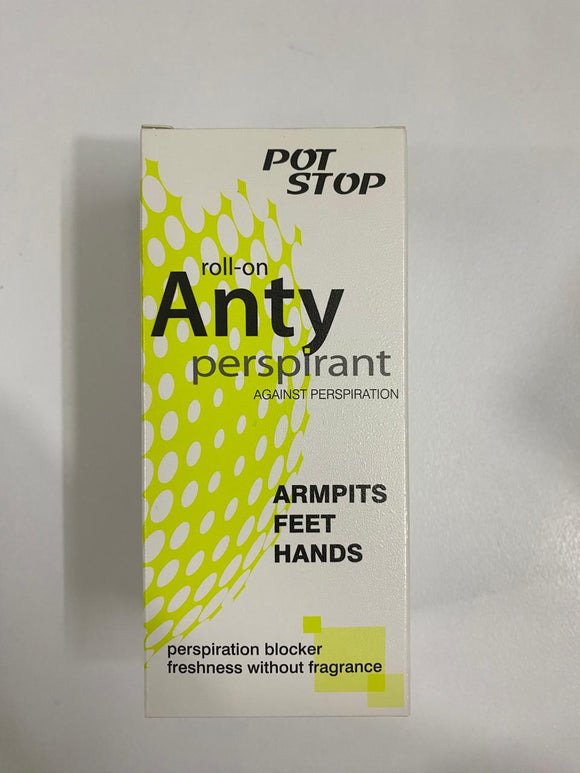 POT
STOP
roll-on
Anty
perspirant
AGAINST PERSPIRATION
ARMPITS
FEET
HANDS
perspiration blocker
freshness without fragrance